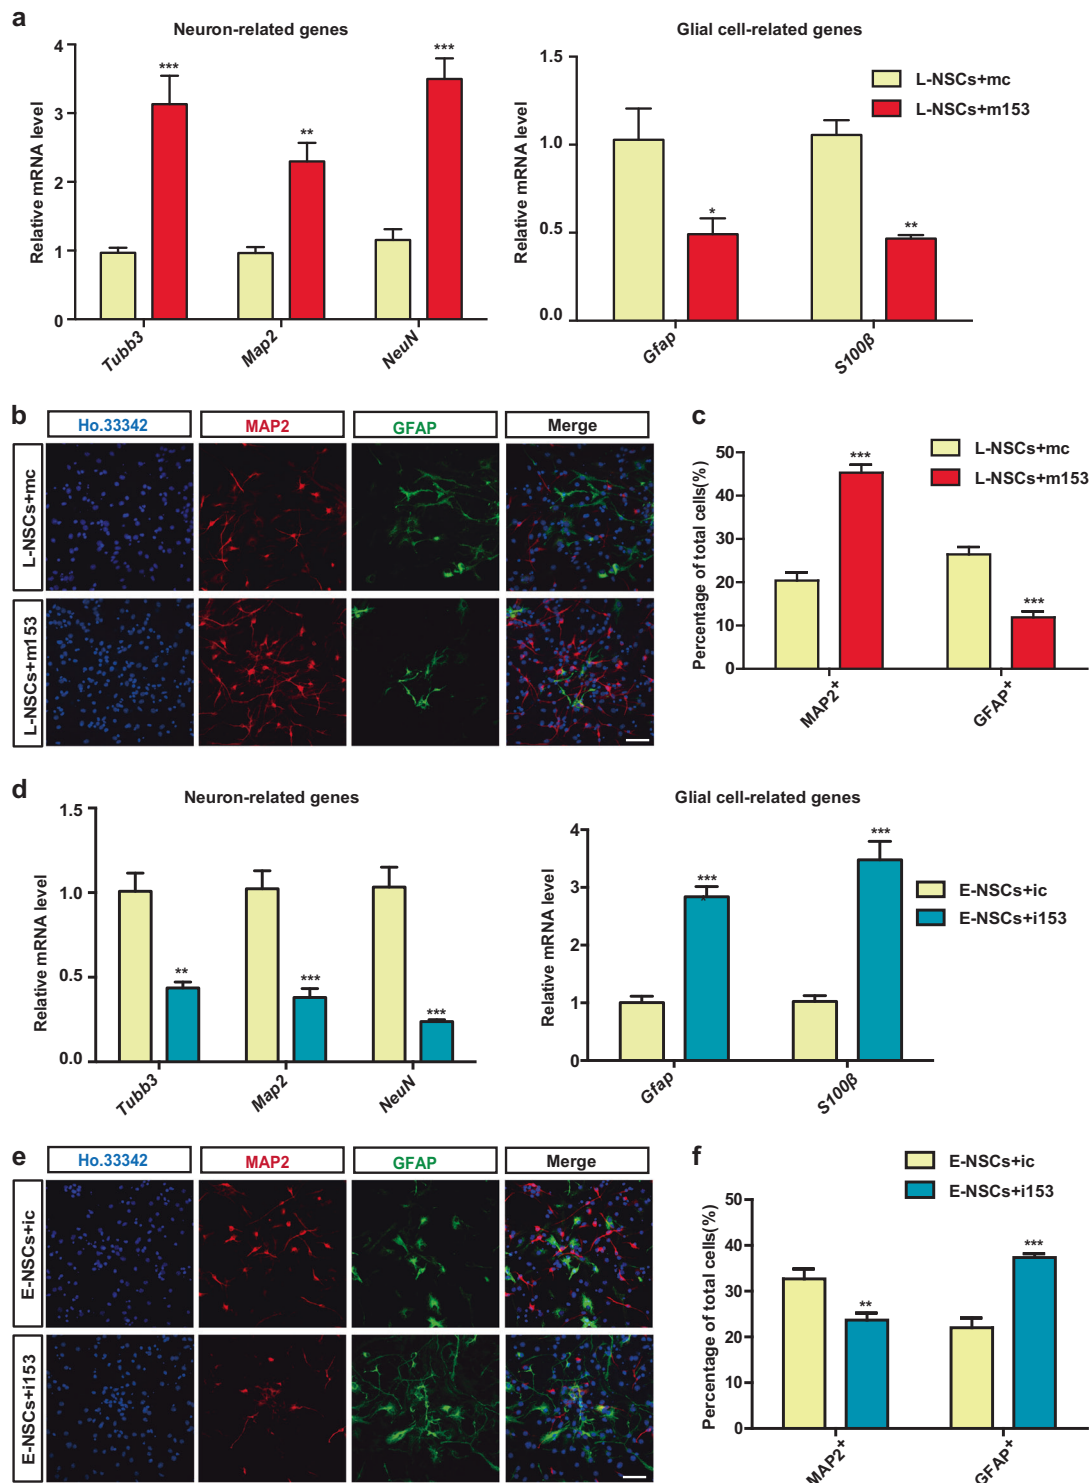 a
Neuron-related genes
Relative mRNA level
4
3
2
1
0
***
**
***
Tubb3
Map2
NeuN
Glial cell-related genes
Relative mRNA level
1.5
1.0
0.5
0.0
*
**
Gfap
S100β
L-NSCs+mc
L-NSCs+m153
b
Ho.33342
MAP2
GFAP
Merge
L-NSCs+mc
L-NSCs+m153
c
L-NSCs+mc
L-NSCs+m153
Percentage of total cells(%)
50
40
30
20
10
0
***
***
MAP2+
GFAP+
d
Neuron-related genes
Relative mRNA level
1.5
1.0
0.5
0.0
**
***
***
Tubb3
Map2
NeuN
Glial cell-related genes
Relative mRNA level
4
3
2
1
0
***
*
***
Gfap
S100β
E-NSCs+ic
E-NSCs+i153
e
Ho.33342
MAP2
GFAP
Merge
E-NSCs+ic
E-NSCs+i153
f
E-NSCs+ic
E-NSCs+i153
Percentage of total cells(%)
50
40
30
20
10
0
**
***
MAP2+
GFAP+